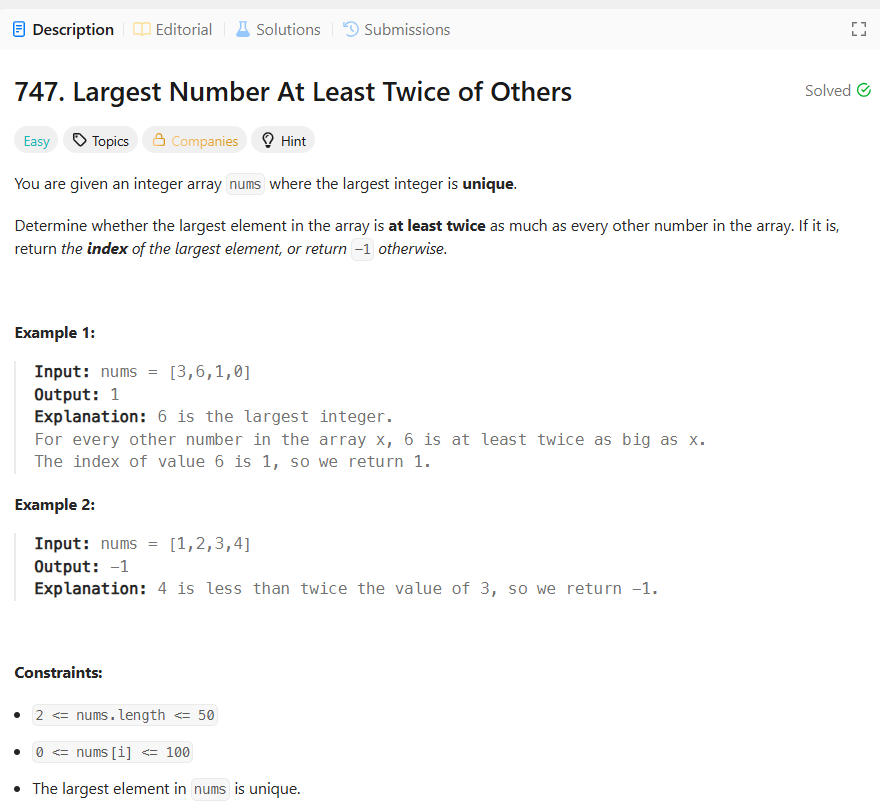 Description Editorial Solutions Submissions
747. Largest Number At Least Twice of Others Solved
Easy Topics Companies Hint
You are given an integer array nums where the largest integer is unique.
Determine whether the largest element in the array is at least twice as much as every other number in the array. If it is,
return the index of the largest element, or return -1 otherwise.
Example 1:
Input: nums = [3,6,1,0]
Output: 1
Explanation: 6 is the largest integer.
For every other number in the array x, 6 is at least twice as big as x.
The index of value 6 is 1, so we return 1.
Example 2:
Input: nums = [1,2,3,4]
Output: -1
Explanation: 4 is less than twice the value of 3, so we return -1.
Constraints:
• 2 <= nums.length <= 50
• 0 <= nums[i] <= 100
• The largest element in nums is unique.